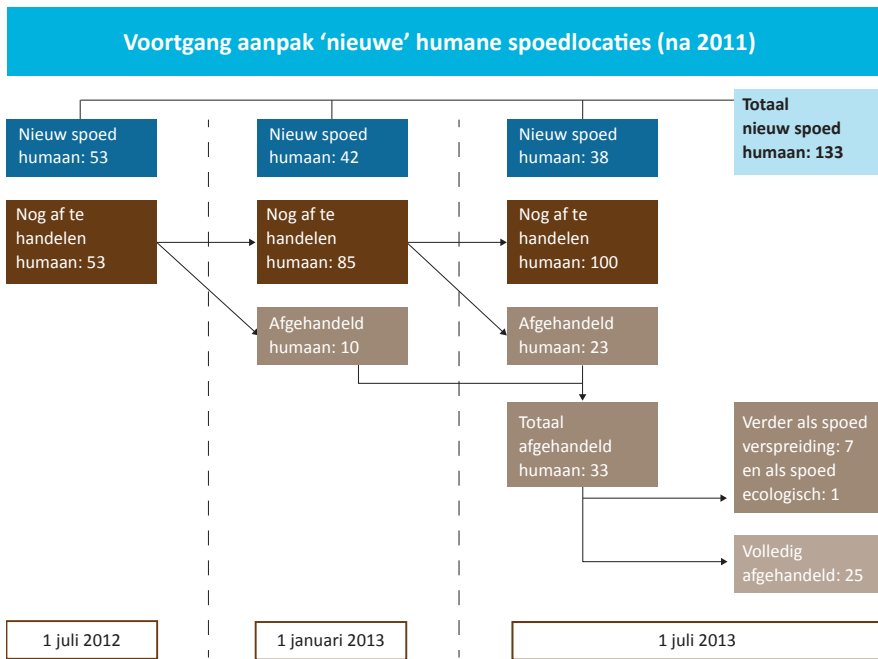 Voortgang aanpak ‘nieuwe’ humane spoedlocaties (na 2011)
Totaal
nieuw spoed
humaan: 133
Nieuw spoed
humaan: 53
Nieuw spoed
humaan: 42
Nieuw spoed
humaan: 38
Nog af te
handelen
humaan: 53
Nog af te
handelen
humaan: 85
Nog af te
handelen
humaan: 100
Afgehandeld
humaan: 10
Afgehandeld
humaan: 23
Totaal
afgehandeld
humaan: 33
Verder als spoed
verspreiding: 7
en als spoed
ecologisch: 1
Volledig
afgehandeld: 25
1 juli 2012
1 januari 2013
1 juli 2013